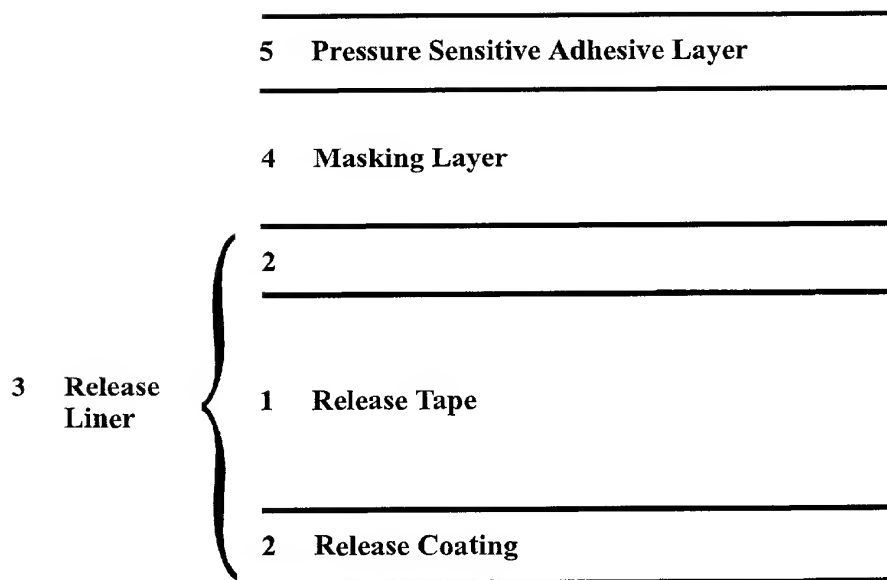 5 Pressure Sensitive Adhesive Layer
4 Masking Layer
2
3 Release
Liner
1 Release Tape
2 Release Coating